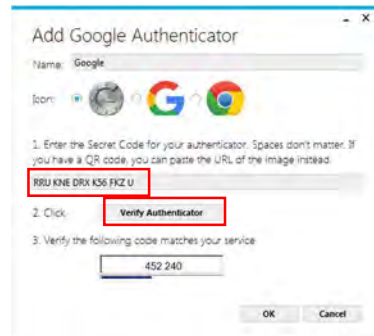 Add Google Authenticator
Name: Google
Icon:
1. Enter the Secret Code for your authenticator. Spaces don't matter. If
you have a QR code, you can paste the URL of the image instead.
RRU KNE DRX K56 FKZ U
2. Click Verify Authenticator
3. Verify the following code matches your service
452 240
OK Cancel